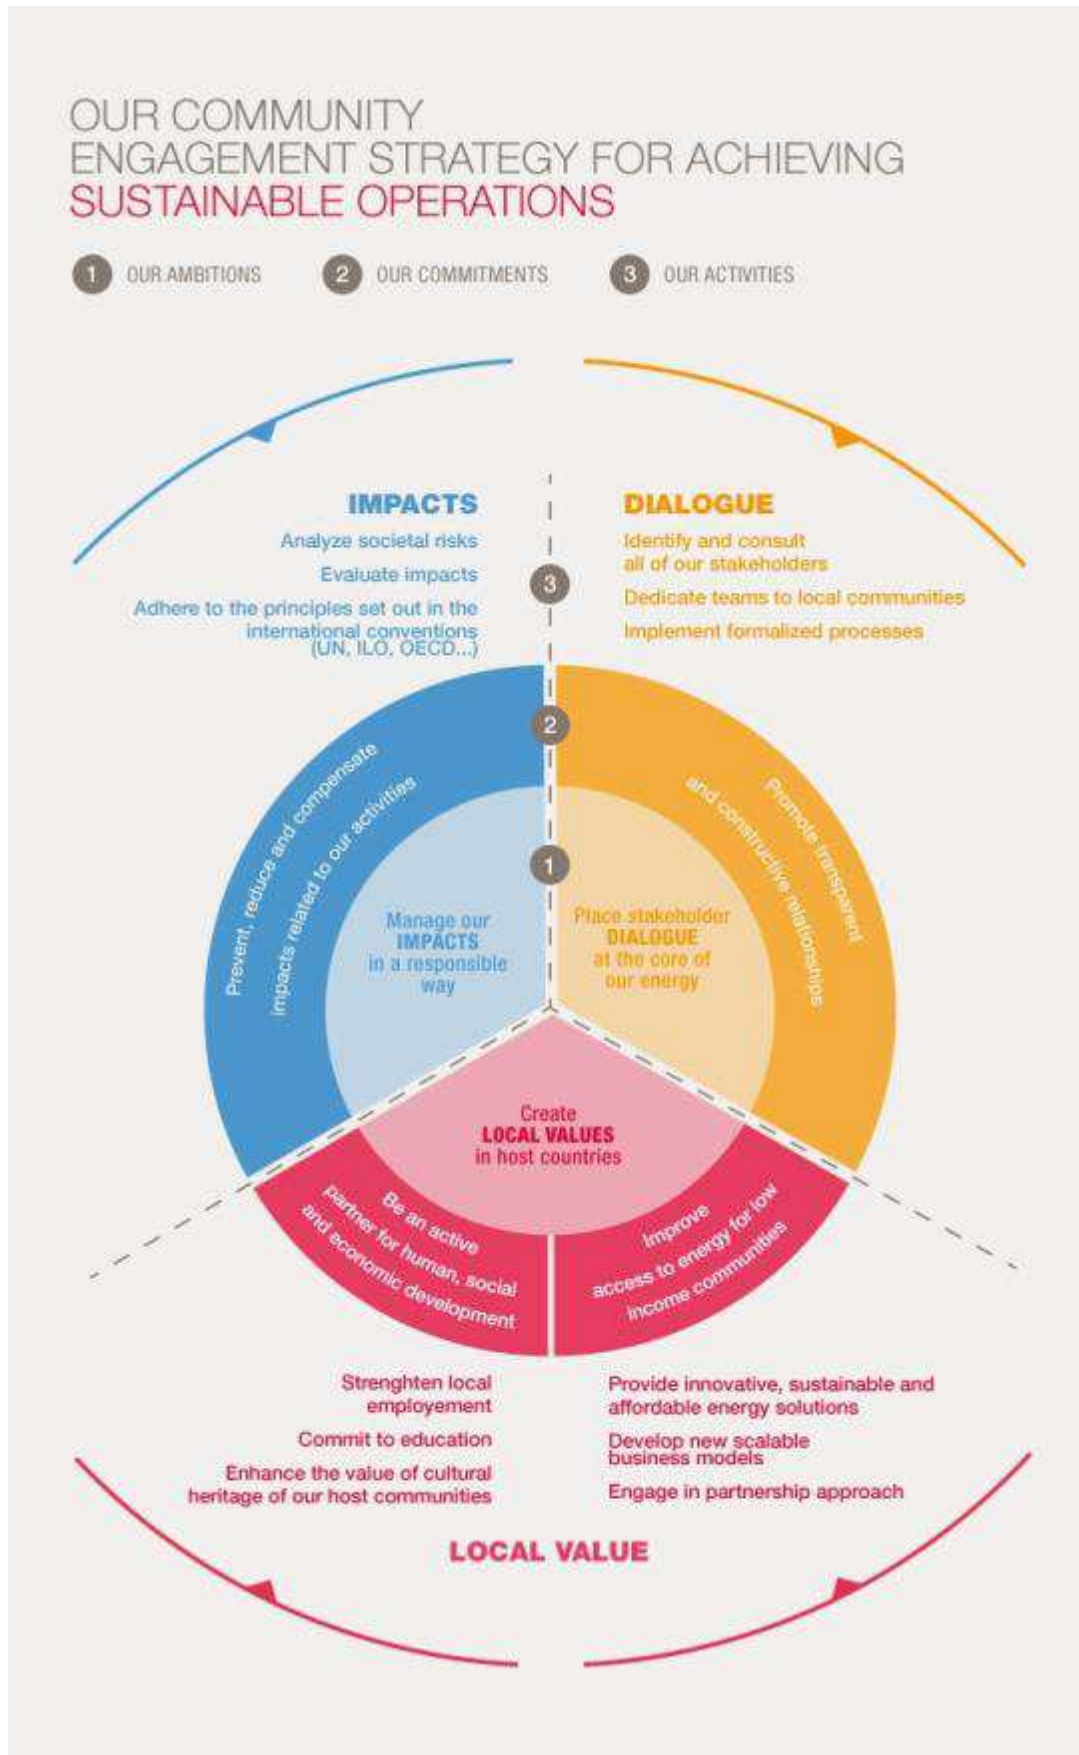 OUR COMMUNITY
ENGAGEMENT STRATEGY FOR ACHIEVING
SUSTAINABLE OPERATIONS
1 OUR AMBITIONS
2 OUR COMMITMENTS
3 OUR ACTIVITIES
IMPACTS
Analyze societal risks
Evaluate impacts
Adhere to the principles set out in the
international conventions
(UN, ILO, OECD...)
DIALOGUE
Identify and consult
all of our stakeholders
Dedicate teams to local communities
Implement formalized processes
3
2
1
Prevent, reduce and compensate
impacts related to our activities
Promote transparent
and constructive relationships
Manage our
IMPACTS
in a responsible
way
Place stakeholder
DIALOGUE
at the core of
our energy
Create
LOCAL VALUES
in host countries
Be an active
partner for human, social
and economic development
Improve
access to energy for low
income communities
Strenghten local
employement
Commit to education
Enhance the value of cultural
heritage of our host communities
Provide innovative, sustainable and
affordable energy solutions
Develop new scalable
business models
Engage in partnership approach
LOCAL VALUE